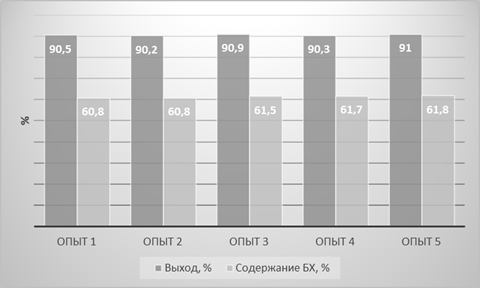 90,5 90,2 90,9 90,3 91
60,8 60,8 61,5 61,7 61,8
%
ОПЫТ 1 ОПЫТ 2 ОПЫТ 3 ОПЫТ 4 ОПЫТ 5
Выход, % Содержание БХ, %